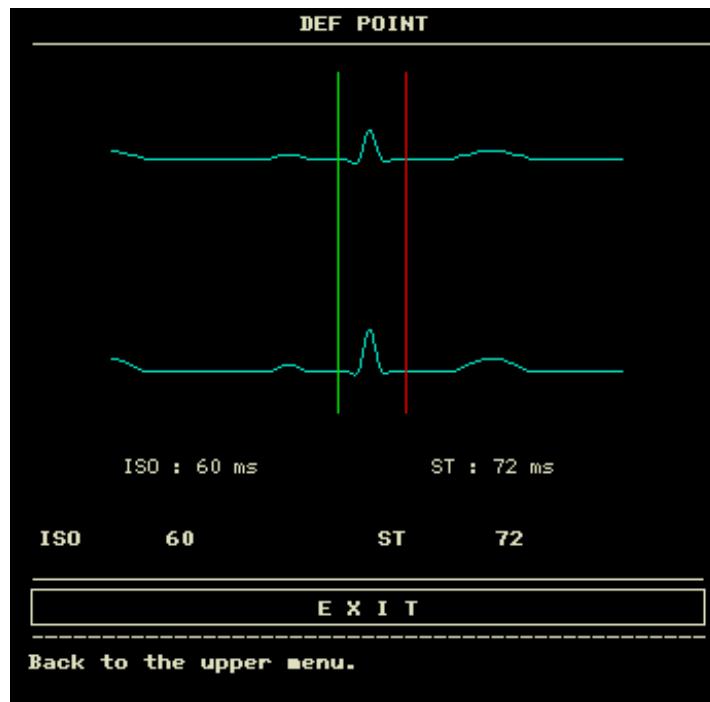 DEF POINT
ISO : 60 ms ST : 72 ms
ISO 60 ST 72
E X I T
Back to the upper menu.